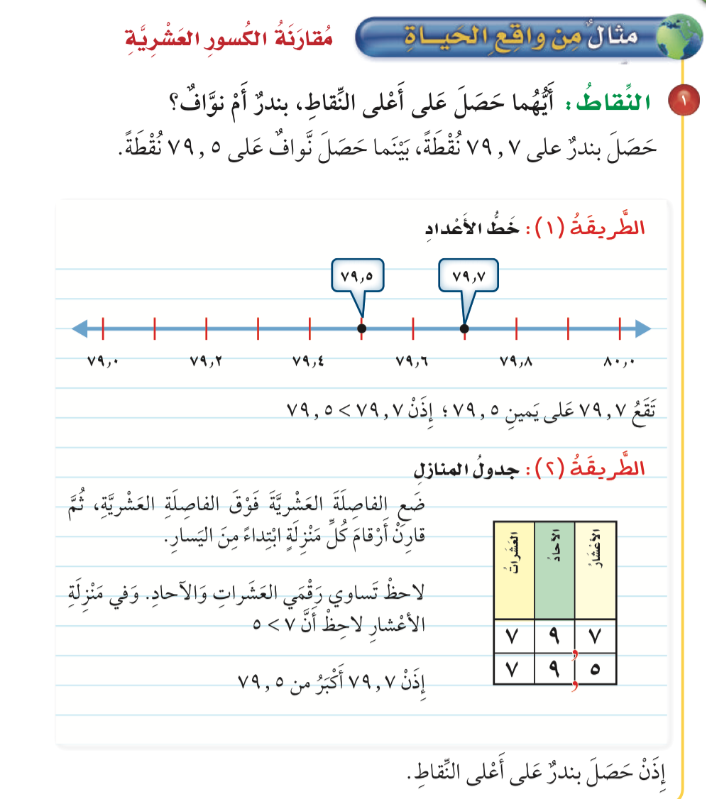 مثالٌ مِن واقِعِ الحَيـاةِ
مُقارَنَةُ الكُسورِ العَشْرِيَّةِ
١ النِّقاطُ: أَيُّهُما حَصَلَ عَلى أَعْلى النِّقاطِ، بندرٌ أَمْ نوَّافٌ؟
حَصَلَ بندرٌ على ٧٩,٧ نُقْطَةً، بَيْنَما حَصَلَ نَّوافٌ عَلى ٧٩,٥ نُقْطَةً.
الطَّريقَةُ (١): خَطُّ الأَعْدادِ
٧٩,٥ ٧٩,٧
٧٩,٠ ٧٩,٢ ٧٩,٤ ٧٩,٦ ٧٩,٨ ٨٠,٠
تَقَعُ ٧٩,٧ عَلى يَمينِ ٧٩,٥؛ إِذَنْ ٧٩,٧ > ٧٩,٥
الطَّريقَةُ (٢): جدولُ المنازلِ
ضَعِ الفاصِلَةَ العَشْرِيَّةَ فَوْقَ الفاصِلَةِ العَشْرِيَّةِ، ثُمَّ
قارِنْ أَرْقامَ كُلِّ مَنْزِلَةٍ ابْتِداءً مِنَ اليَسارِ.
لاحظْ تَساوي رَقْمَي العَشَراتِ وَالآحادِ. وَفي مَنْزِلَةِ
الأعْشارِ لاحِظْ أَنَّ ٧ > ٥
إِذَنْ ٧٩,٧ أَكْبَرُ من ٧٩,٥
العَشَراتُ الآحادُ الأعشارُ
٧ ٩ , ٧
٧ ٩ , ٥
إِذَنْ حَصَلَ بندرٌ عَلى أَعْلى النِّقاطِ.